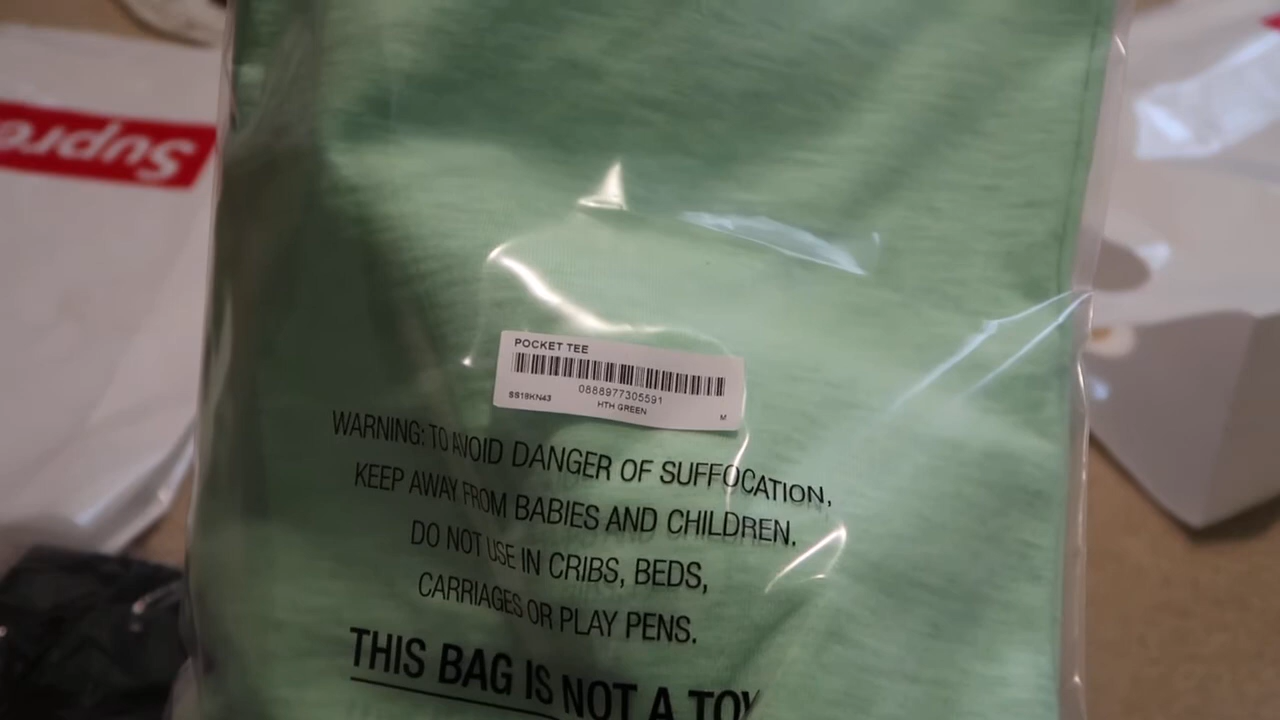 Supre
POCKET TEE
0888977305591
SS19KN43
HTH GREEN
M
WARNING: TO AVOID DANGER OF SUFFOCATION,
KEEP AWAY FROM BABIES AND CHILDREN.
DO NOT USE IN CRIBS, BEDS,
CARRIAGES OR PLAY PENS.
THIS BAG IS NOT A TOY